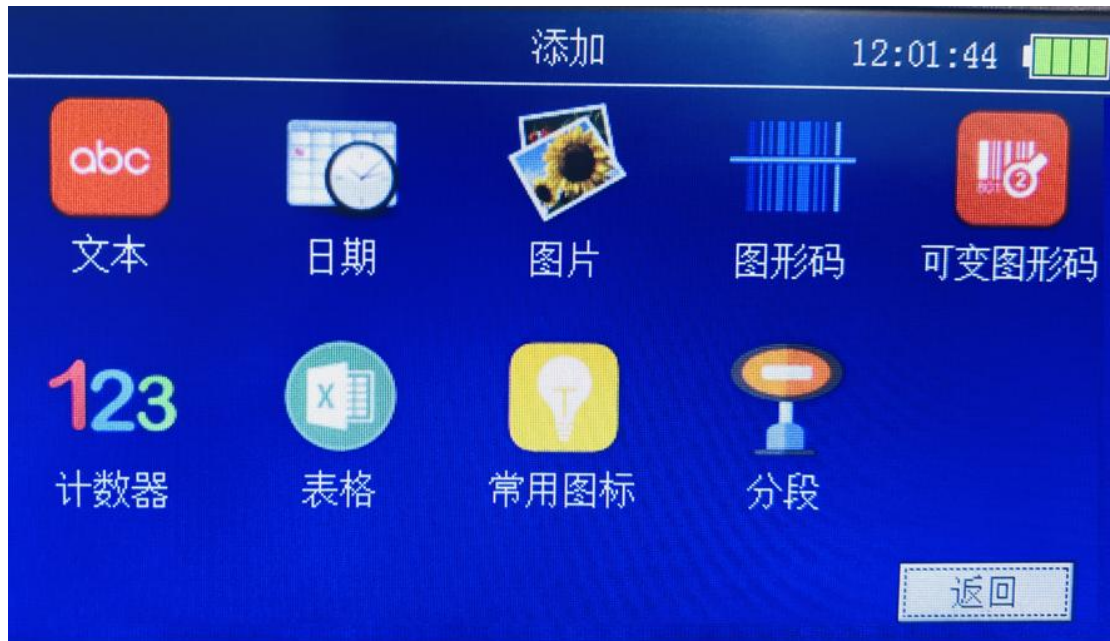 添加 12:01:44
abc
文本 日期 图片 图形码 可变图形码
123
计数器 表格 常用图标 分段
返回